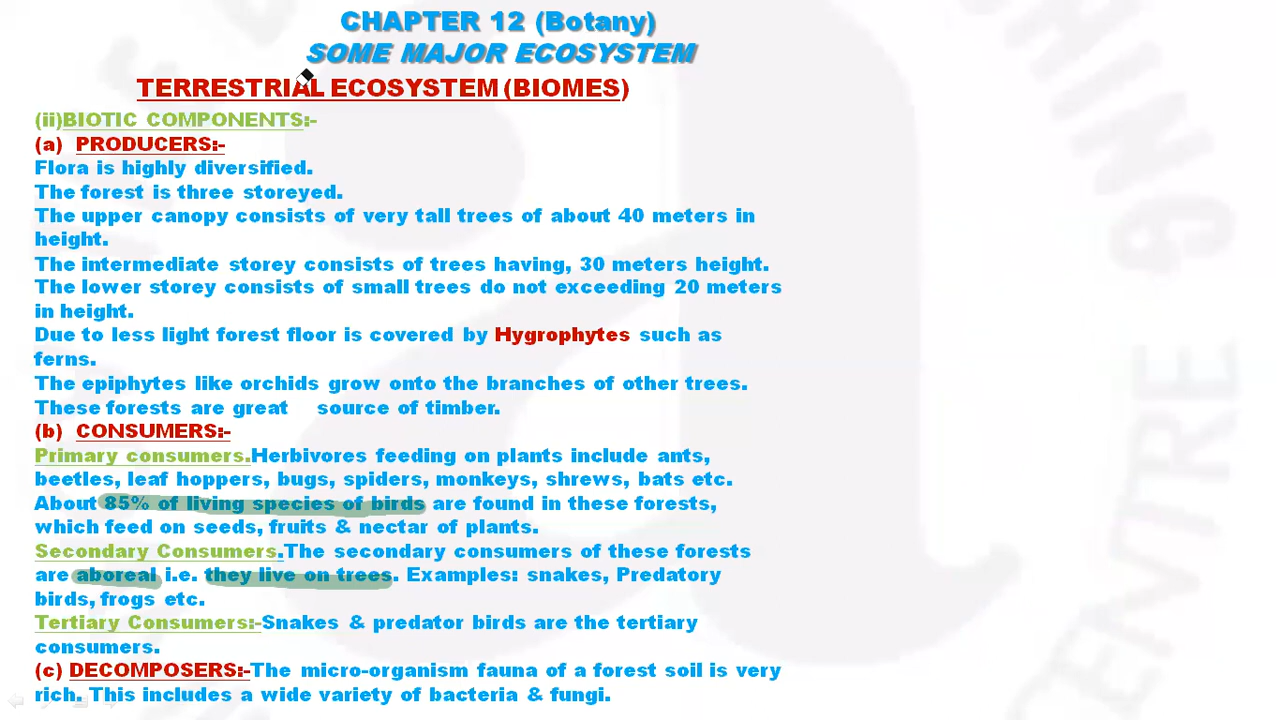 CHAPTER 12 (Botany)
SOME MAJOR ECOSYSTEM
TERRESTRIAL ECOSYSTEM (BIOMES)
(ii)BIOTIC COMPONENTS:-
(a) PRODUCERS:-
Flora is highly diversified.
The forest is three storeyed.
The upper canopy consists of very tall trees of about 40 meters in
height.
The intermediate storey consists of trees having, 30 meters height.
The lower storey consists of small trees do not exceeding 20 meters
in height.
Due to less light forest floor is covered by Hygrophytes such as
ferns.
The epiphytes like orchids grow onto the branches of other trees.
These forests are great source of timber.
(b) CONSUMERS:-
Primary consumers.Herbivores feeding on plants include ants,
beetles, leaf hoppers, bugs, spiders, monkeys, shrews, bats etc.
About 85% of living species of birds are found in these forests,
which feed on seeds, fruits & nectar of plants.
Secondary Consumers.The secondary consumers of these forests
are aboreal i.e. they live on trees. Examples: snakes, Predatory
birds, frogs etc.
Tertiary Consumers:-Snakes & predator birds are the tertiary
consumers.
(c) DECOMPOSERS:-The micro-organism fauna of a forest soil is very
rich. This includes a wide variety of bacteria & fungi.